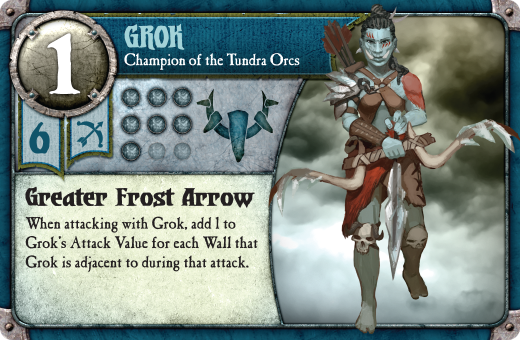 1
GROK
Champion of the Tundra Orcs
6
Greater Frost Arrow
When attacking with Grok, add 1 to
Grok's Attack Value for each Wall that
Grok is adjacent to during that attack.